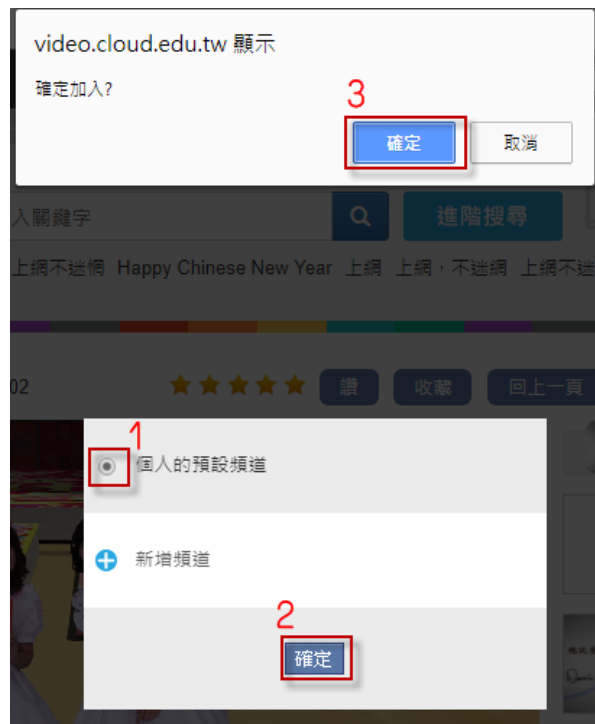 video.cloud.edu.tw 顯示
確定加入?
3
確定 取消
入關鍵字 進階搜尋
上網不迷惘 Happy Chinese New Year 上網 上網，不迷網 上網不迷
02 讚 收藏 回上一頁
1
個人的預設頻道
新增頻道
2
確定